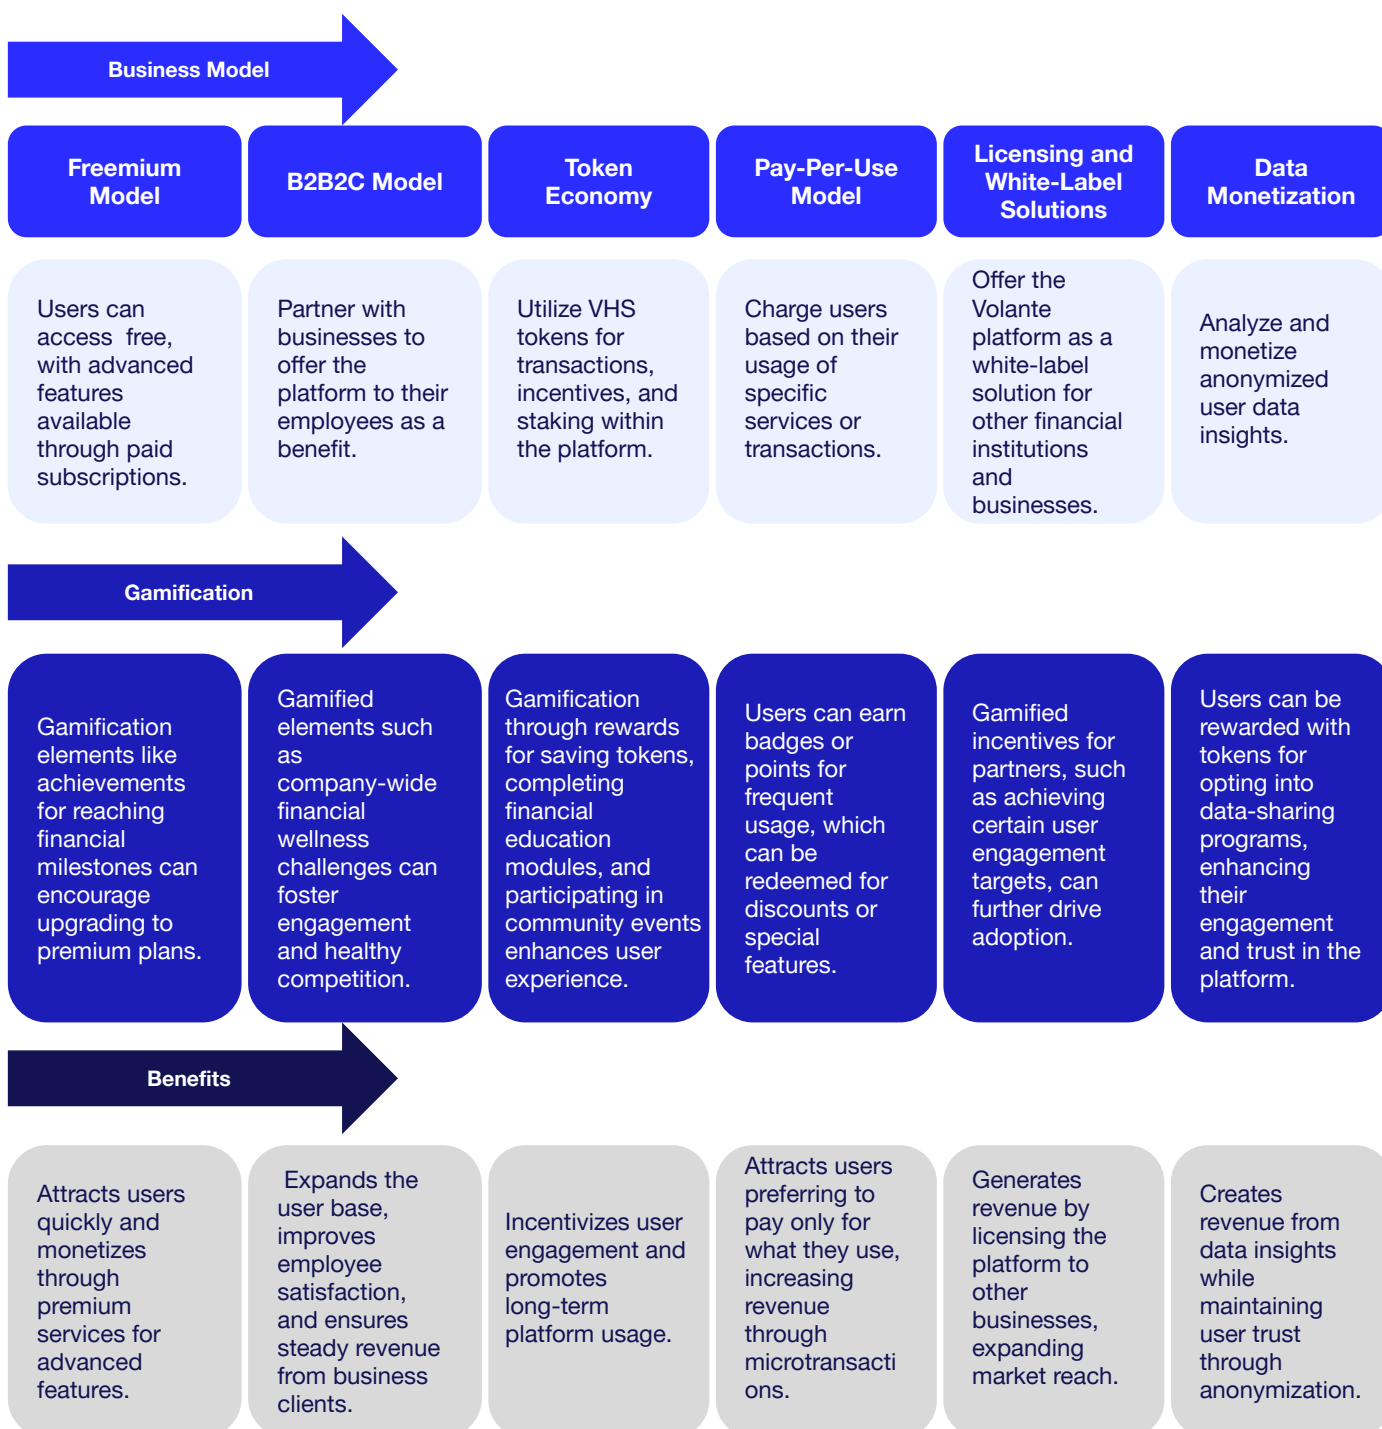 Business Model
Freemium
Model
B2B2C Model
Token
Economy
Pay-Per-Use
Model
Licensing and
White-Label
Solutions
Data
Monetization
Users can
access  free,
with advanced
features
available
through paid
subscriptions.
Partner with
businesses to
offer the
platform to their
employees as a
benefit.
Utilize VHS
tokens for
transactions,
incentives, and
staking within
the platform.
Charge users
based on their
usage of
specific
services or
transactions.
Offer the
Volante
platform as a
white-label
solution for
other financial
institutions
and
businesses.
Analyze and
monetize
anonymized
user data
insights.
Gamification
Gamification
elements like
achievements
for reaching
financial
milestones can
encourage
upgrading to
premium plans.
Gamified
elements such
as
company-wide
financial
wellness
challenges can
foster
engagement
and healthy
competition.
Gamification
through rewards
for saving tokens,
completing
financial
education
modules, and
participating in
community events
enhances user
experience.
Users can earn
badges or
points for
frequent
usage, which
can be
redeemed for
discounts or
special
features.
Gamified
incentives for
partners, such
as achieving
certain user
engagement
targets, can
further drive
adoption.
Users can be
rewarded with
tokens for
opting into
data-sharing
programs,
enhancing
their
engagement
and trust in the
platform.
Benefits
Attracts users
quickly and
monetizes
through
premium
services for
advanced
features.
Expands the
user base,
improves
employee
satisfaction,
and ensures
steady revenue
from business
clients.
Incentivizes user
engagement and
promotes
long-term
platform usage.
Attracts users
preferring to
pay only for
what they use,
increasing
revenue
through
microtransacti
ons.
Generates
revenue by
licensing the
platform to
other
businesses,
expanding
market reach.
Creates
revenue from
data insights
while
maintaining
user trust
through
anonymization.